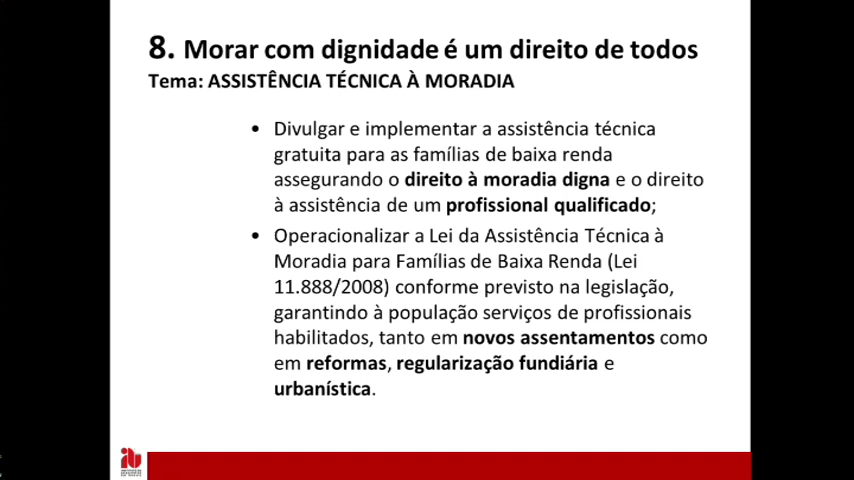 8. Morar com dignidade é um direito de todos
Tema: ASSISTÊNCIA TÉCNICA À MORADIA
• Divulgar e implementar a assistência técnica
gratuita para as famílias de baixa renda
assegurando o direito à moradia digna e o direito
à assistência de um profissional qualificado;
• Operacionalizar a Lei da Assistência Técnica à
Moradia para Famílias de Baixa Renda (Lei
11.888/2008) conforme previsto na legislação,
garantindo à população serviços de profissionais
habilitados, tanto em novos assentamentos como
em reformas, regularização fundiária e
urbanística.